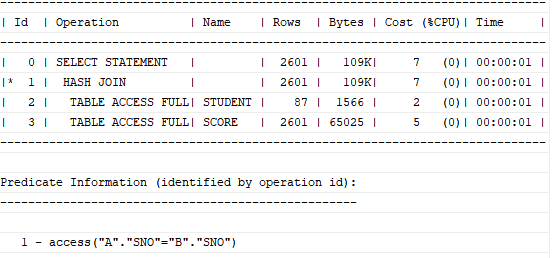 --------------------------------------------------------------------------------
| Id  | Operation          | Name    | Rows  | Bytes | Cost (%CPU)| Time     |
--------------------------------------------------------------------------------
|   0 | SELECT STATEMENT   |         |  2601 |   109K|     7   (0)| 00:00:01 |
|*  1 |  HASH JOIN         |         |  2601 |   109K|     7   (0)| 00:00:01 |
|   2 |   TABLE ACCESS FULL| STUDENT |    87 |  1566 |     2   (0)| 00:00:01 |
|   3 |   TABLE ACCESS FULL| SCORE   |  2601 | 65025 |     5   (0)| 00:00:01 |
--------------------------------------------------------------------------------
Predicate Information (identified by operation id):
---------------------------------------------------
1 - access("A"."SNO"="B"."SNO")